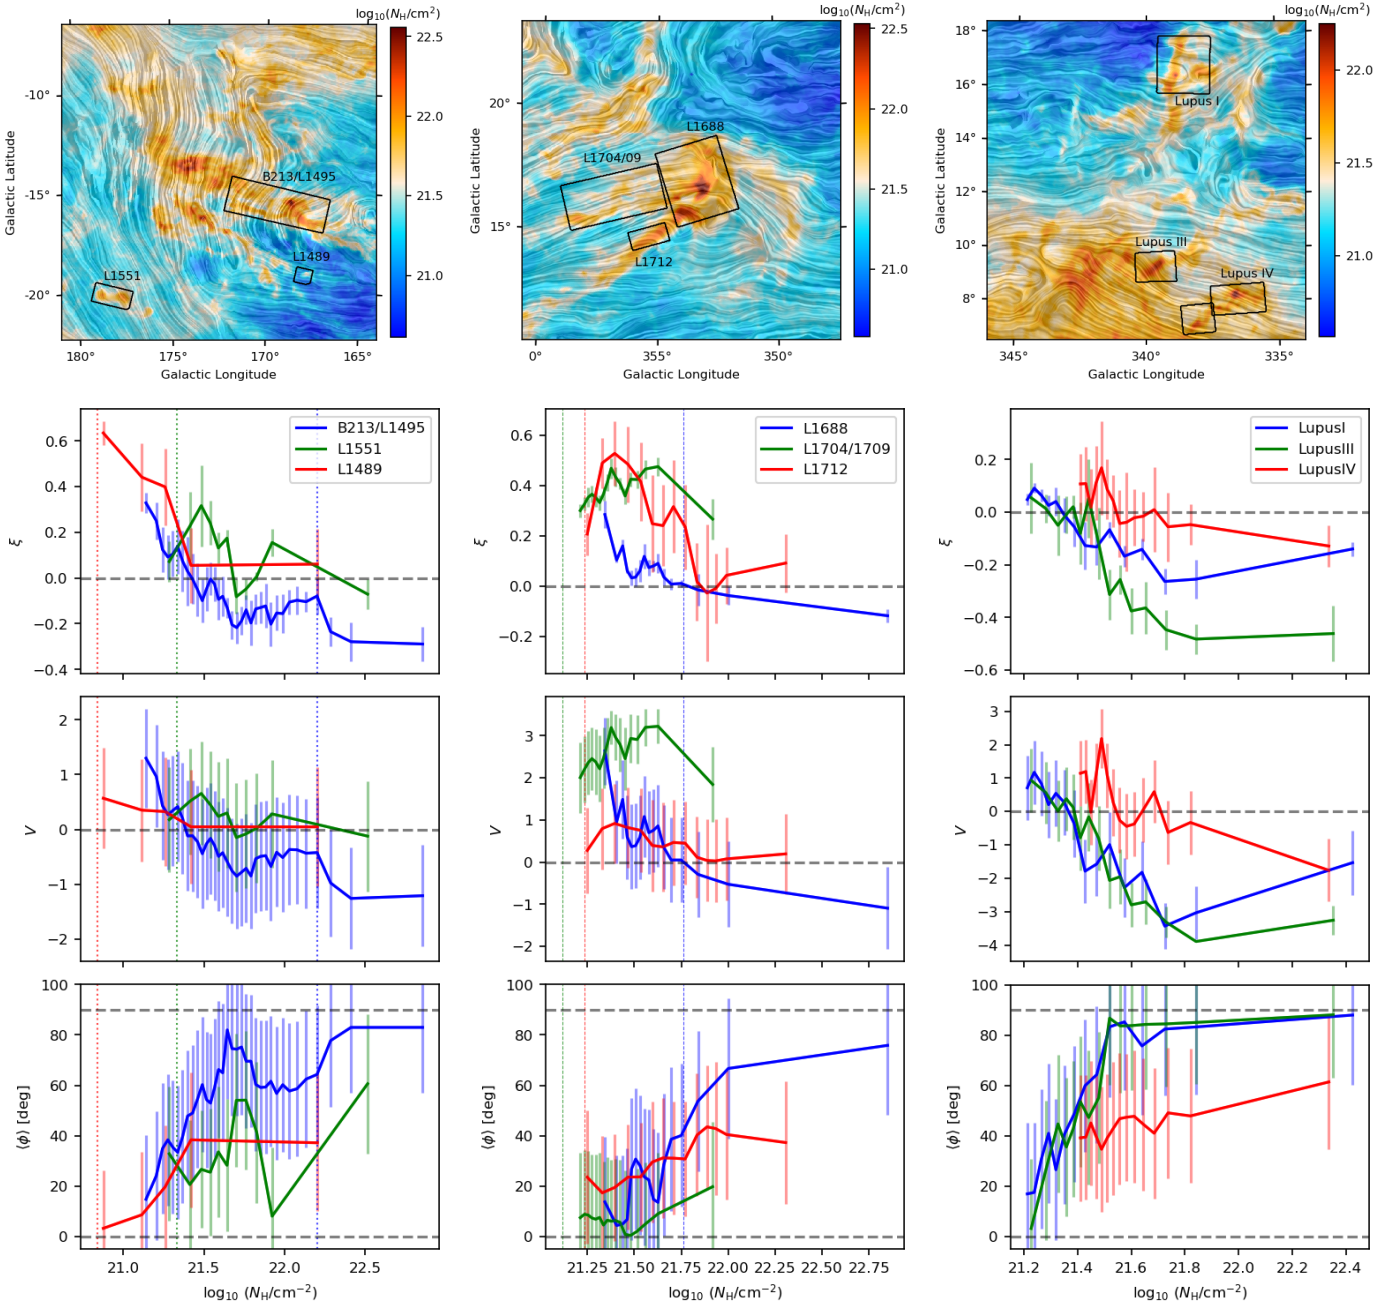 log₁₀(N_H/cm²)
log₁₀(N_H/cm²)
log₁₀(N_H/cm²)
Galactic Latitude
-10°
-15°
-20°
B213/L1495
L1489
L1551
180°
175°
170°
165°
Galactic Longitude
22.5
22.0
21.5
21.0
Galactic Latitude
20°
15°
L1688
L1704/09
L1712
0°
355°
350°
Galactic Longitude
22.5
22.0
21.5
21.0
Galactic Latitude
18°
16°
14°
12°
10°
8°
Lupus I
Lupus III
Lupus IV
345°
340°
335°
Galactic Longitude
22.0
21.5
21.0
ξ
0.6
0.4
0.2
0.0
−0.2
−0.4
B213/L1495
L1551
L1489
ξ
0.6
0.4
0.2
0.0
−0.2
L1688
L1704/1709
L1712
ξ
0.2
0.0
−0.2
−0.4
−0.6
LupusI
LupusIII
LupusIV
V
2
1
0
−1
−2
V
3
2
1
0
−1
−2
V
3
2
1
0
−1
−2
−3
−4
⟨ϕ⟩ [deg]
100
80
60
40
20
0
21.0
21.5
22.0
22.5
log₁₀ (N_H/cm⁻²)
⟨ϕ⟩ [deg]
100
80
60
40
20
0
21.25
21.50
21.75
22.00
22.25
22.50
22.75
log₁₀ (N_H/cm⁻²)
⟨ϕ⟩ [deg]
100
80
60
40
20
0
21.2
21.4
21.6
21.8
22.0
22.2
22.4
log₁₀ (N_H/cm⁻²)